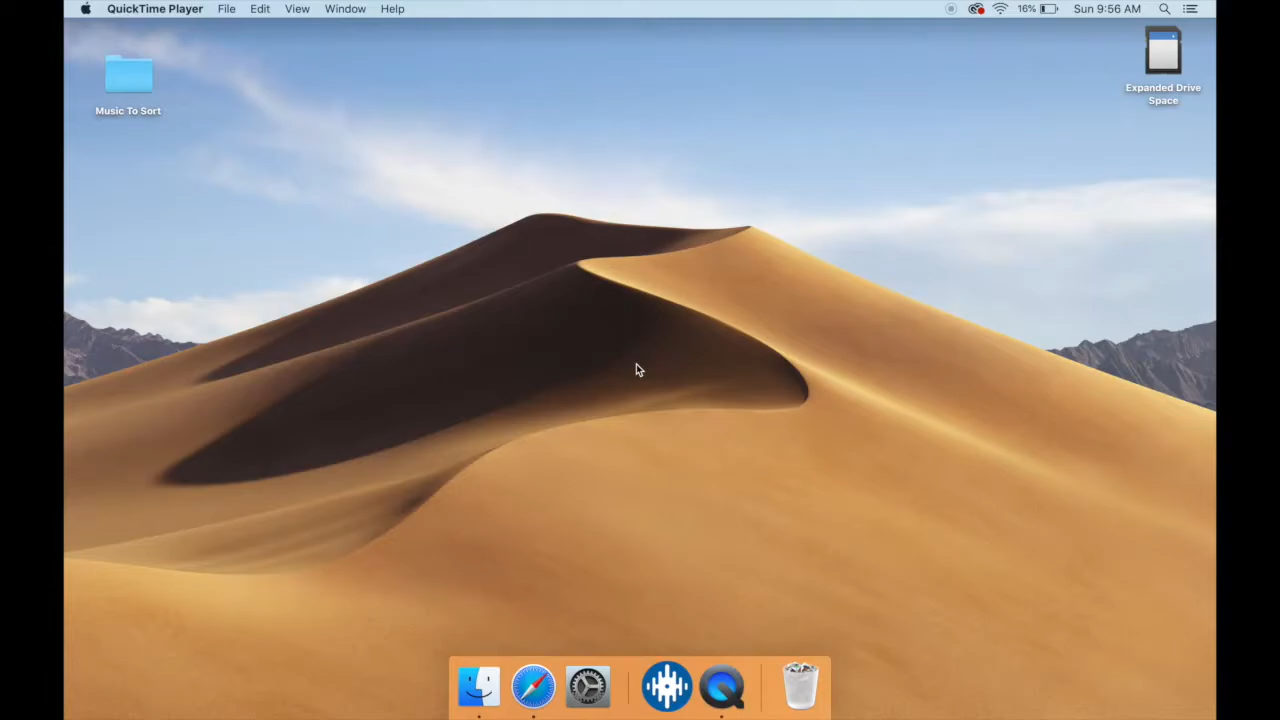 QuickTime Player File Edit View Window Help 16% Sun 9:56 AM
Music To Sort
Expanded Drive
Space